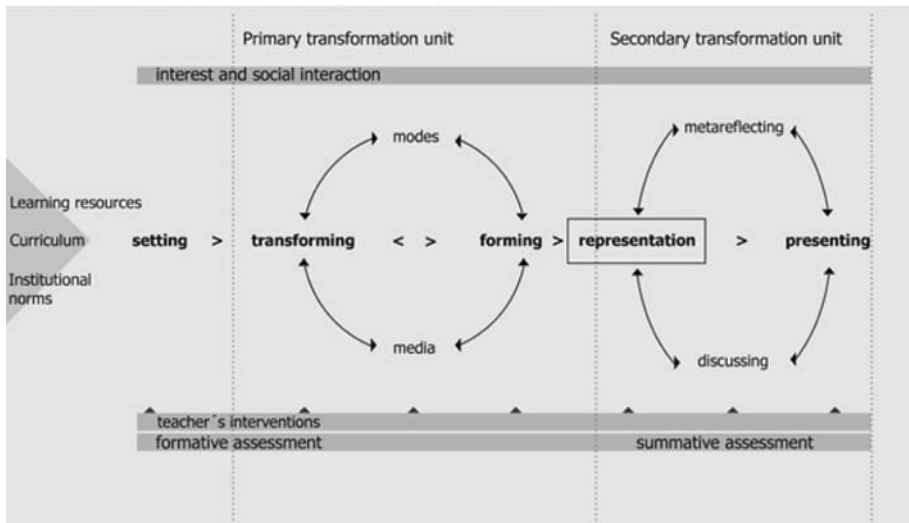 Primary transformation unit
Secondary transformation unit
interest and social interaction
modes
metareflecting
Learning resources
Curriculum
Institutional
norms
setting > transforming < > forming > representation > presenting
media
discussing
teacher´s interventions
formative assessment
summative assessment